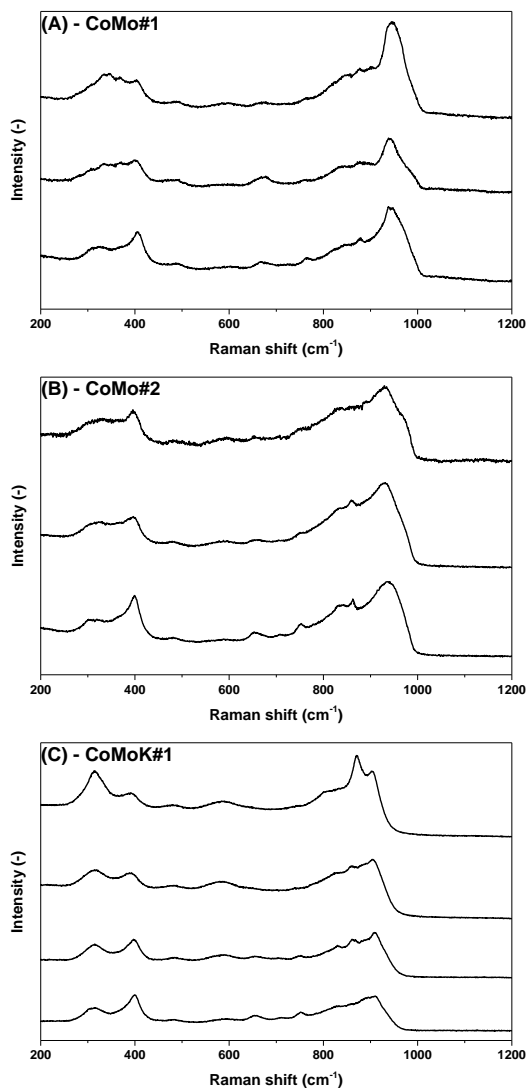 (A) - CoMo#1
Intensity (-)
200 400 600 800 1000 1200
Raman shift (cm-1)
(B) - CoMo#2
Intensity (-)
200 400 600 800 1000 1200
Raman shift (cm-1)
(C) - CoMoK#1
Intensity (-)
200 400 600 800 1000 1200
Raman shift (cm-1)